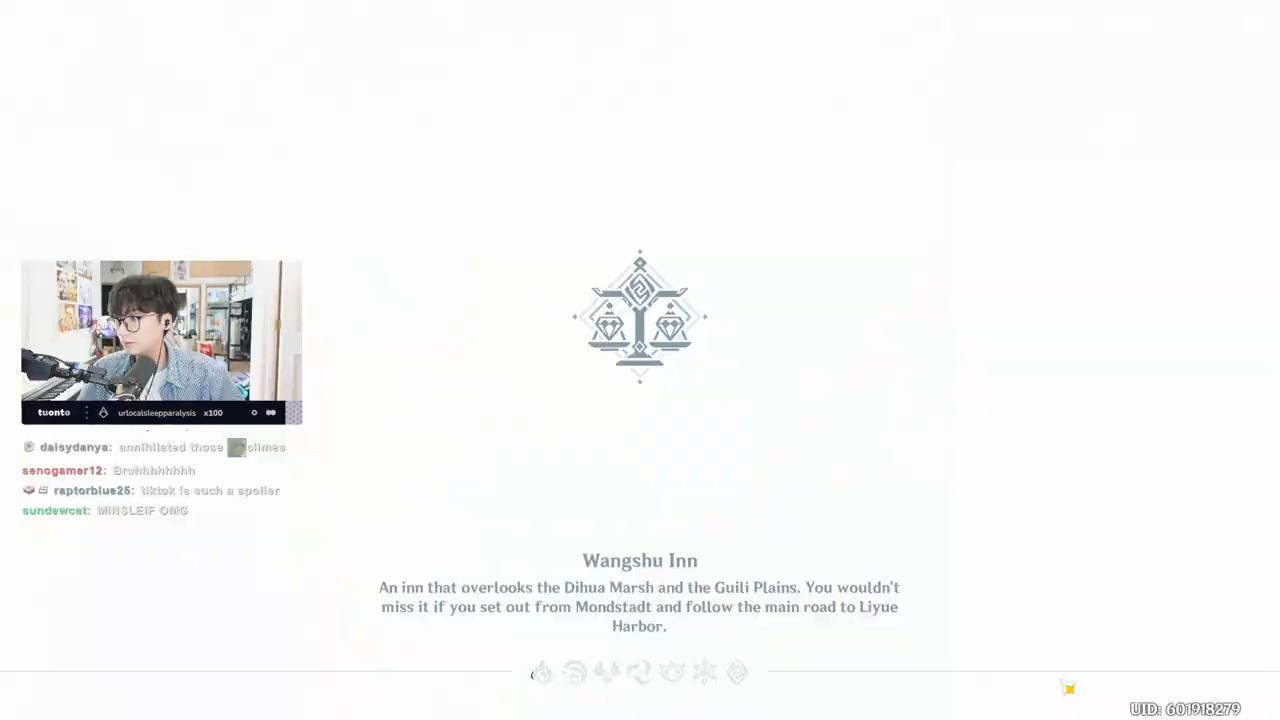 tuonto
urlocalsleepparalysis x100
daisydanya: annihilated those slimes
senogamer12: Bruhhhhhhhh
raptorblue25: tiktok is such a spoiler
sundewcat: MINSLEIF OMG
Wangshu Inn
An inn that overlooks the Dihua Marsh and the Guili Plains. You wouldn't
miss it if you set out from Mondstadt and follow the main road to Liyue
Harbor.
UID: 601918279